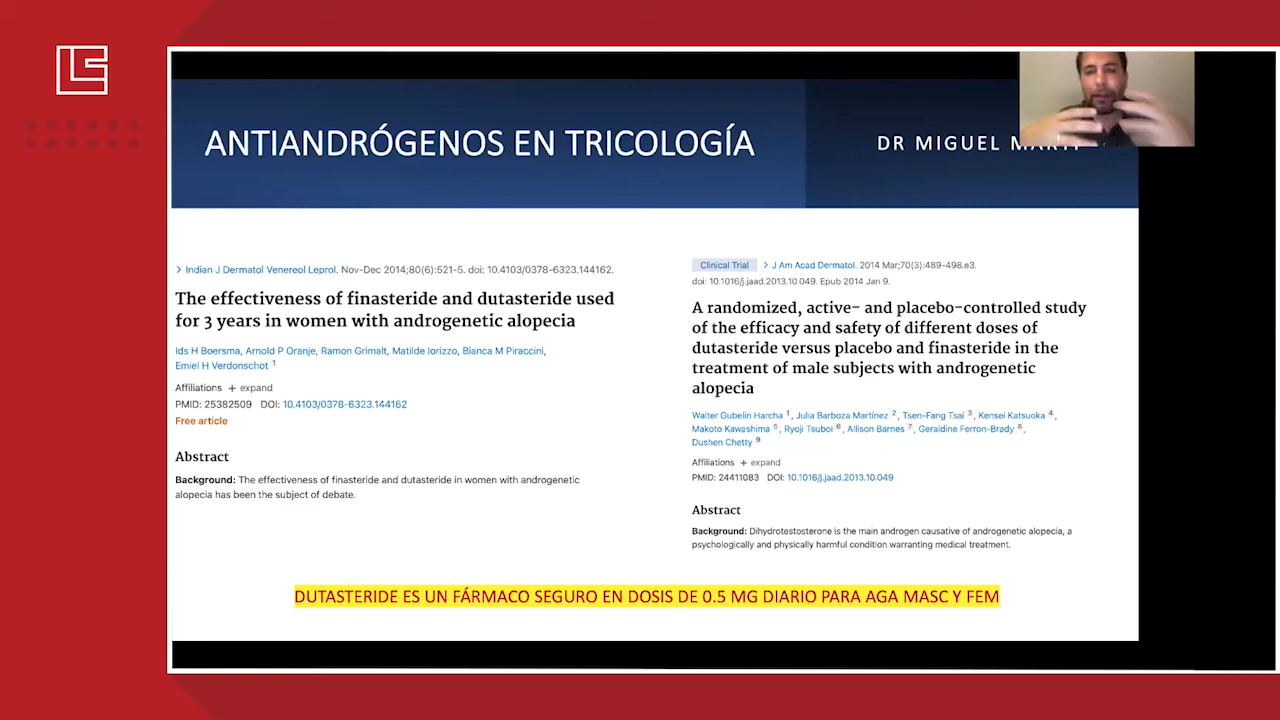 ANTIANDRÓGENOS EN TRICOLOGÍA
DR MIGUEL
Indian J Dermatol Venereol Leprol. Nov-Dec 2014;80(6):521-5. doi: 10.4103/0378-6323.144162.
The effectiveness of finasteride and dutasteride used
for 3 years in women with androgenetic alopecia
Ids H Boersma, Arnold P Oranje, Ramon Grimalt, Matilde Iorizzo, Bianca M Piraccini,
Emiel H Verdonschot 1
Affiliations + expand
PMID: 25382509 DOI: 10.4103/0378-6323.144162
Free article
Abstract
Background: The effectiveness of finasteride and dutasteride in women with androgenetic
alopecia has been the subject of debate.
Clinical Trial > J Am Acad Dermatol. 2014 Mar;70(3):489-498.e3.
doi: 10.1016/j.jaad.2013.10.049. Epub 2014 Jan 9.
A randomized, active- and placebo-controlled study
of the efficacy and safety of different doses of
dutasteride versus placebo and finasteride in the
treatment of male subjects with androgenetic
alopecia
Walter Gubelin Harcha 1, Julia Barboza Martínez 2, Tsen-Fang Tsai 3, Kensei Katsuoka 4,
Makoto Kawashima 5, Ryoji Tsuboi 6, Allison Barnes 7, Geraldine Ferron-Brady 8,
Dushen Chetty 9
Affiliations + expand
PMID: 24411083 DOI: 10.1016/j.jaad.2013.10.049
Abstract
Background: Dihydrotestosterone is the main androgen causative of androgenetic alopecia, a
psychologically and physically harmful condition warranting medical treatment.
DUTASTERIDE ES UN FÁRMACO SEGURO EN DOSIS DE 0.5 MG DIARIO PARA AGA MASC Y FEM